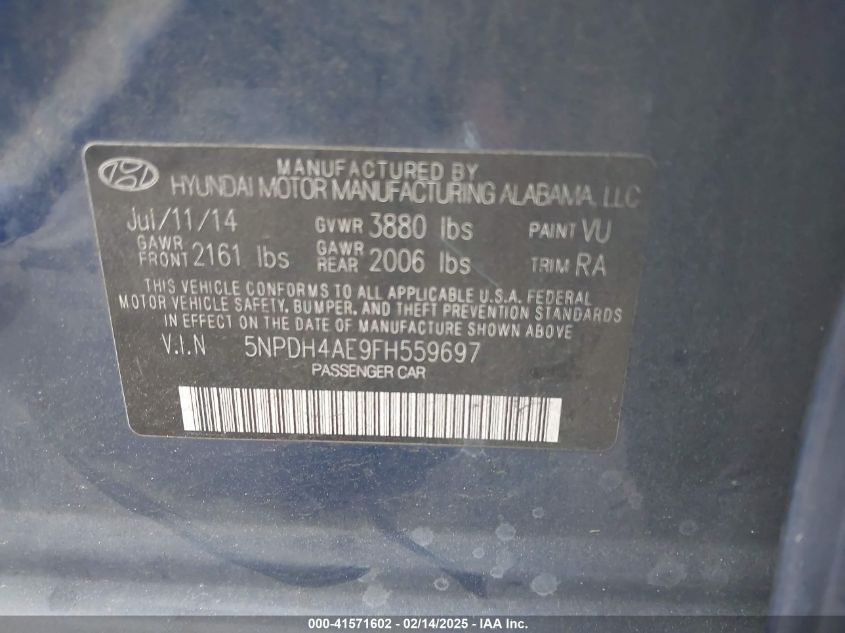 MANUFACTURED BY
HYUNDAI MOTOR MANUFACTURING ALABAMA, LLC
Jul/11/14 GVWR 3880 lbs PAINT VU
GAWR FRONT 2161 lbs GAWR REAR 2006 lbs TRIM RA
THIS VEHICLE CONFORMS TO ALL APPLICABLE U.S.A. FEDERAL
MOTOR VEHICLE SAFETY, BUMPER, AND THEFT PREVENTION STANDARDS
IN EFFECT ON THE DATE OF MANUFACTURE SHOWN ABOVE
V.I.N 5NPDH4AE9FH559697
PASSENGER CAR
000-41571602 - 02/14/2025 - IAA Inc.